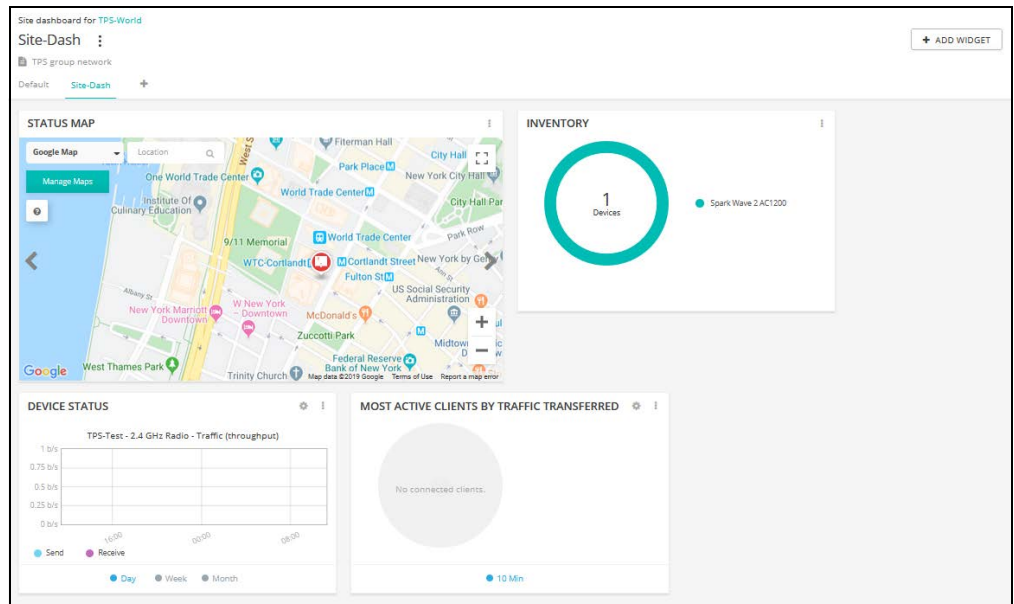 Site dashboard for TPS-World
Site-Dash
+ ADD WIDGET
TPS group network
Default Site-Dash +
STATUS MAP
Google Map
Location
Manage Maps
West S
Fiterman Hall
City Hall
Park Place
New York City Hall
One World Trade Center
World Trade Center
Institute Of
Culinary Education
City Hall Par
9/11 Memorial
World Trade Center
Park Row
WTC-Cortlandt
Cortlandt Street
New York by Ge
Fulton St
Ann St
US Social Security
Administration
Albany St
New York Marriott
Downtown
W New York
– Downtown
McDonald's
Zuccotti Park
Midtow
Federal Reserve
Bank of New York
West Thames Park
Trinity Church
Google
Map data ©2019 Google Terms of Use Report a map error
INVENTORY
1
Devices
Spark Wave 2 AC1200
DEVICE STATUS
TPS-Test - 2.4 GHz Radio - Traffic (throughput)
1 b/s
0.75 b/s
0.5 b/s
0.25 b/s
0 b/s
16:00 00:00 08:00
Send Receive
Day Week Month
MOST ACTIVE CLIENTS BY TRAFFIC TRANSFERRED
No connected clients.
10 Min